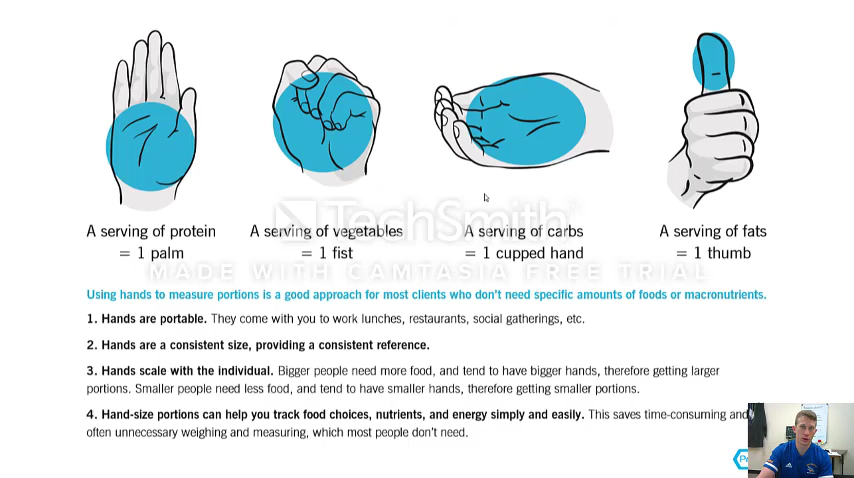 A serving of protein
= 1 palm
A serving of vegetables
= 1 fist
A serving of carbs
= 1 cupped hand
A serving of fats
= 1 thumb
TechSmith
MADE WITH CAMTASIA FREE TRIAL
Using hands to measure portions is a good approach for most clients who don't need specific amounts of foods or macronutrients.
1. Hands are portable. They come with you to work lunches, restaurants, social gatherings, etc.
2. Hands are a consistent size, providing a consistent reference.
3. Hands scale with the individual. Bigger people need more food, and tend to have bigger hands, therefore getting larger
portions. Smaller people need less food, and tend to have smaller hands, therefore getting smaller portions.
4. Hand-size portions can help you track food choices, nutrients, and energy simply and easily. This saves time-consuming and
often unnecessary weighing and measuring, which most people don't need.